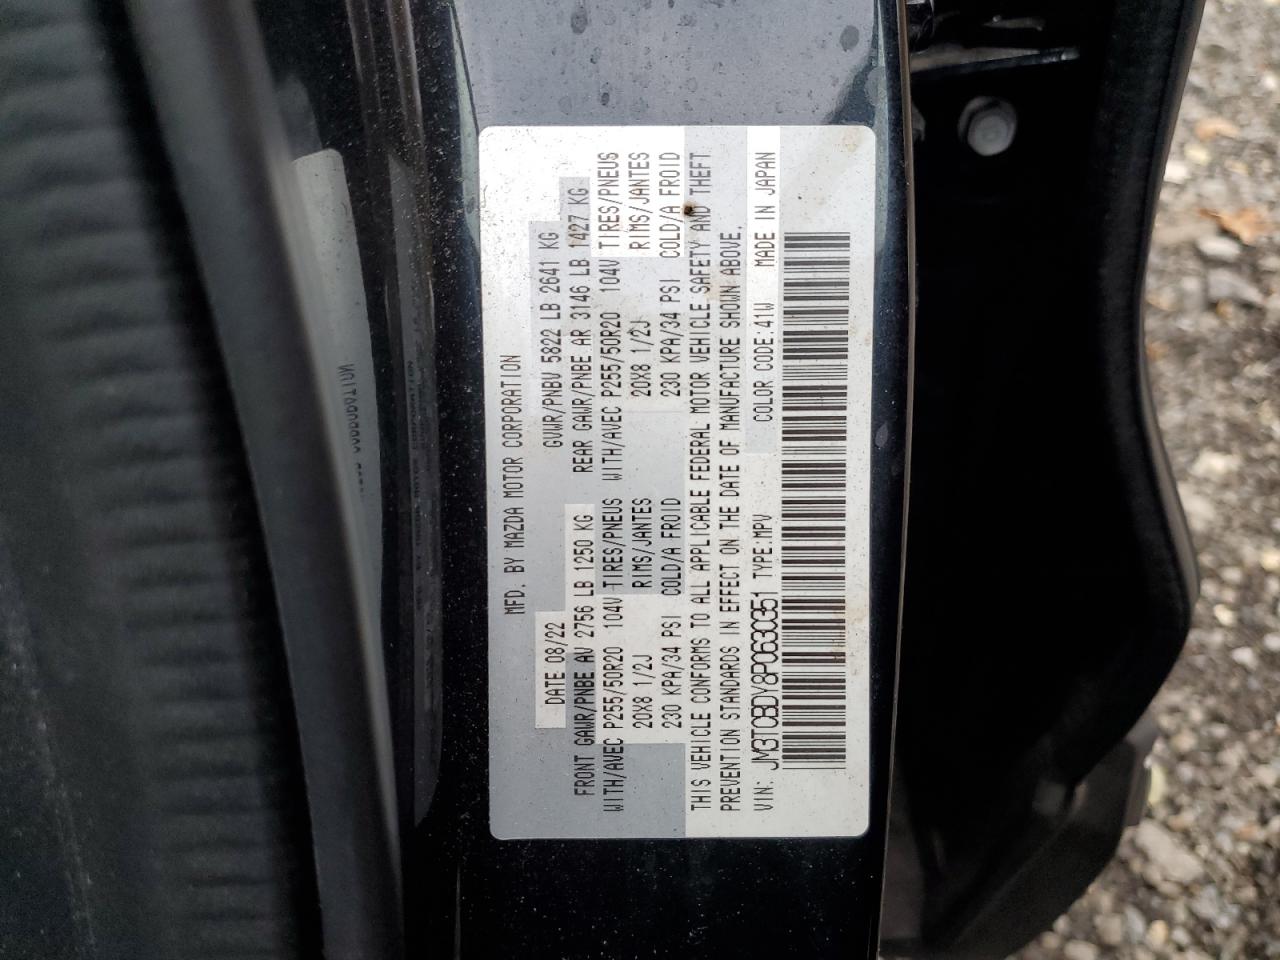 MFD. BY MAZDA MOTOR CORPORATION
DATE 08/22 GVWR/PNBV 5822 LB 2641 KG
FRONT GAWR/PNBE AV 2756 LB 1250 KG REAR GAWR/PNBE AR 3146 LB 1427 KG
WITH/AVEC P255/50R20 104V TIRES/PNEUS WITH/AVEC P255/50R20 104V TIRES/PNEUS
20X8 1/2J RIMS/JANTES 20X8 1/2J RIMS/JANTES
230 KPA/34 PSI COLD/A FROID 230 KPA/34 PSI COLD/A FROID
THIS VEHICLE CONFORMS TO ALL APPLICABLE FEDERAL MOTOR VEHICLE SAFETY AND THEFT
PREVENTION STANDARDS IN EFFECT ON THE DATE OF MANUFACTURE SHOWN ABOVE.
VIN: JM3TCBDY8P0630351 TYPE:MPV COLOR CODE:41W MADE IN JAPAN